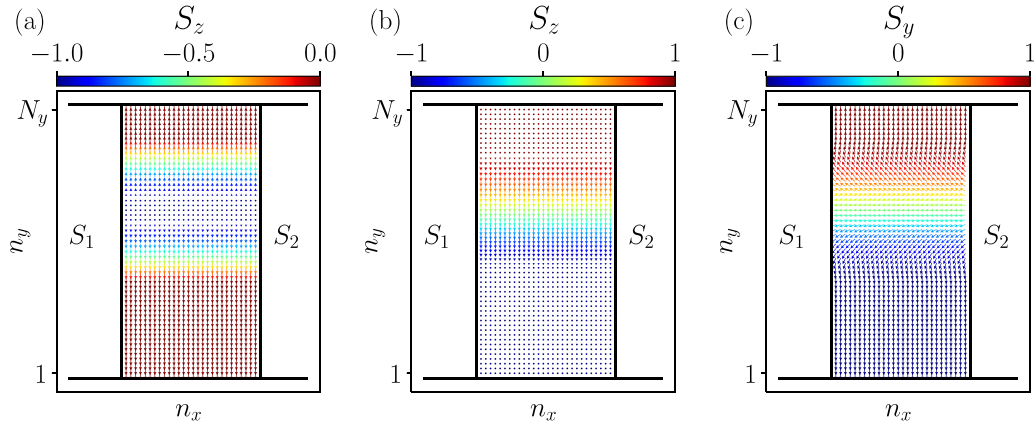 (a) S_z
−1.0 −0.5 0.0
N_y
n_y
S_1 S_2
1
n_x
(b) S_z
−1 0 1
N_y
n_y
S_1 S_2
1
n_x
(c) S_y
−1 0 1
N_y
n_y
S_1 S_2
1
n_x